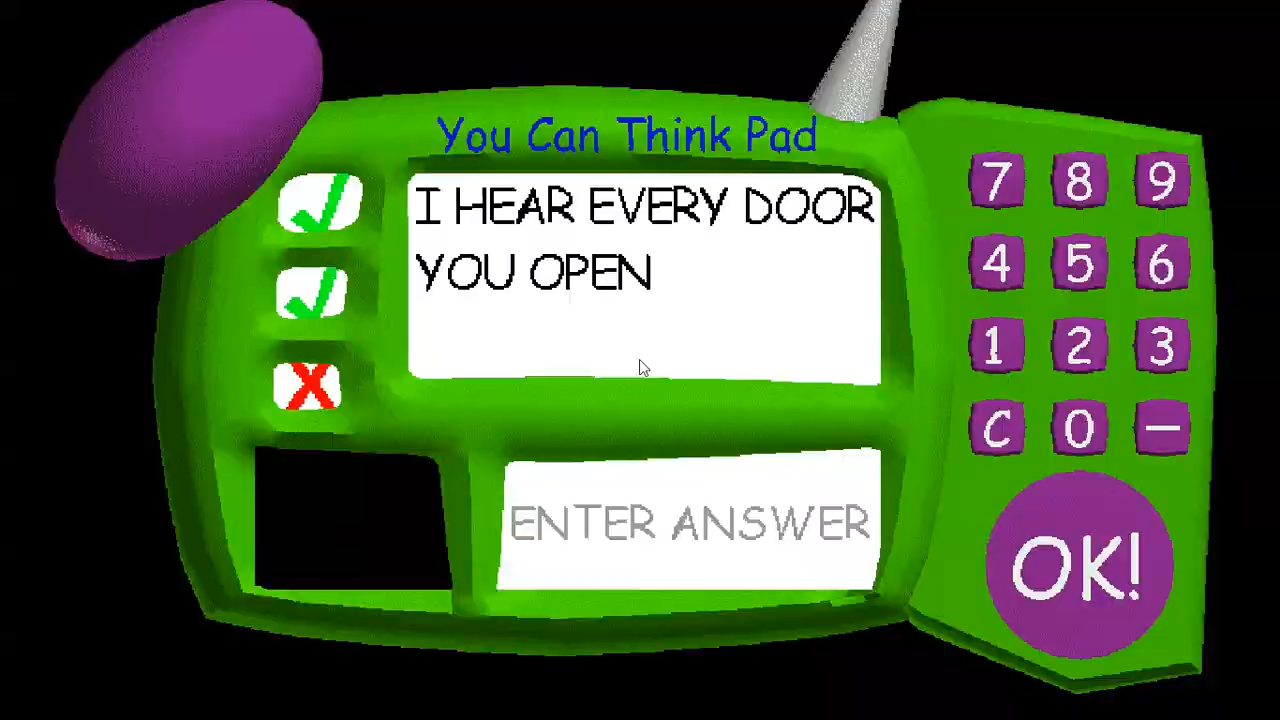 You Can Think Pad
I HEAR EVERY DOOR
YOU OPEN
ENTER ANSWER
7 8 9
4 5 6
1 2 3
C 0 –
OK!